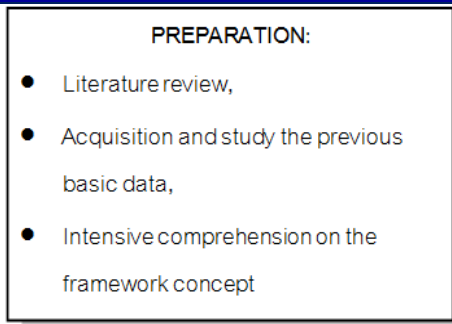 PREPARATION:
● Literature review,
● Acquisition and study the previous
basic data,
● Intensive comprehension on the
framework concept